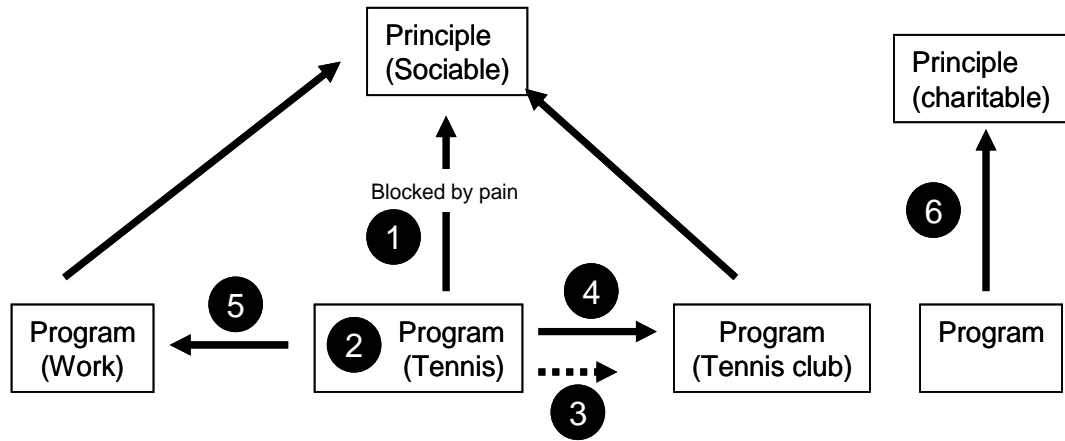 Principle
(Sociable)
Principle
(charitable)
Blocked by pain
1
6
5
4
Program
(Work)
2
Program
(Tennis)
Program
(Tennis club)
Program
3